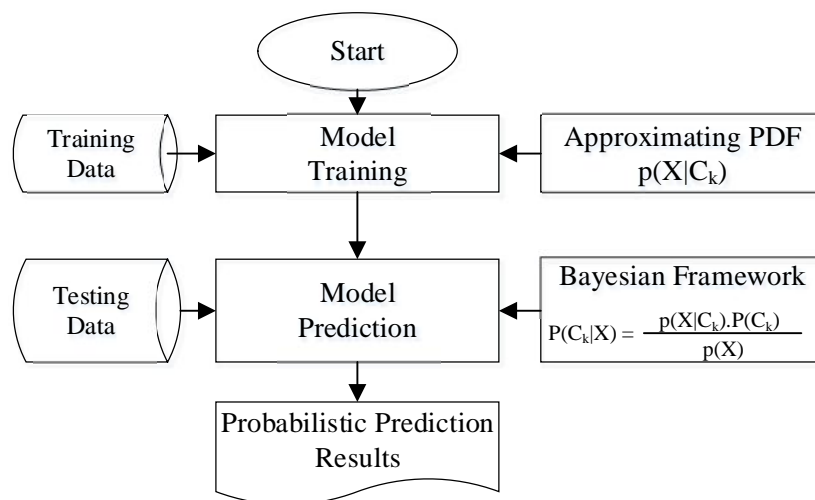 Start
Training
Data
Model
Training
Approximating PDF
p(X|Cₖ)
Testing
Data
Model
Prediction
Bayesian Framework
P(Cₖ|X) = p(X|Cₖ).P(Cₖ)
p(X)
Probabilistic Prediction
Results